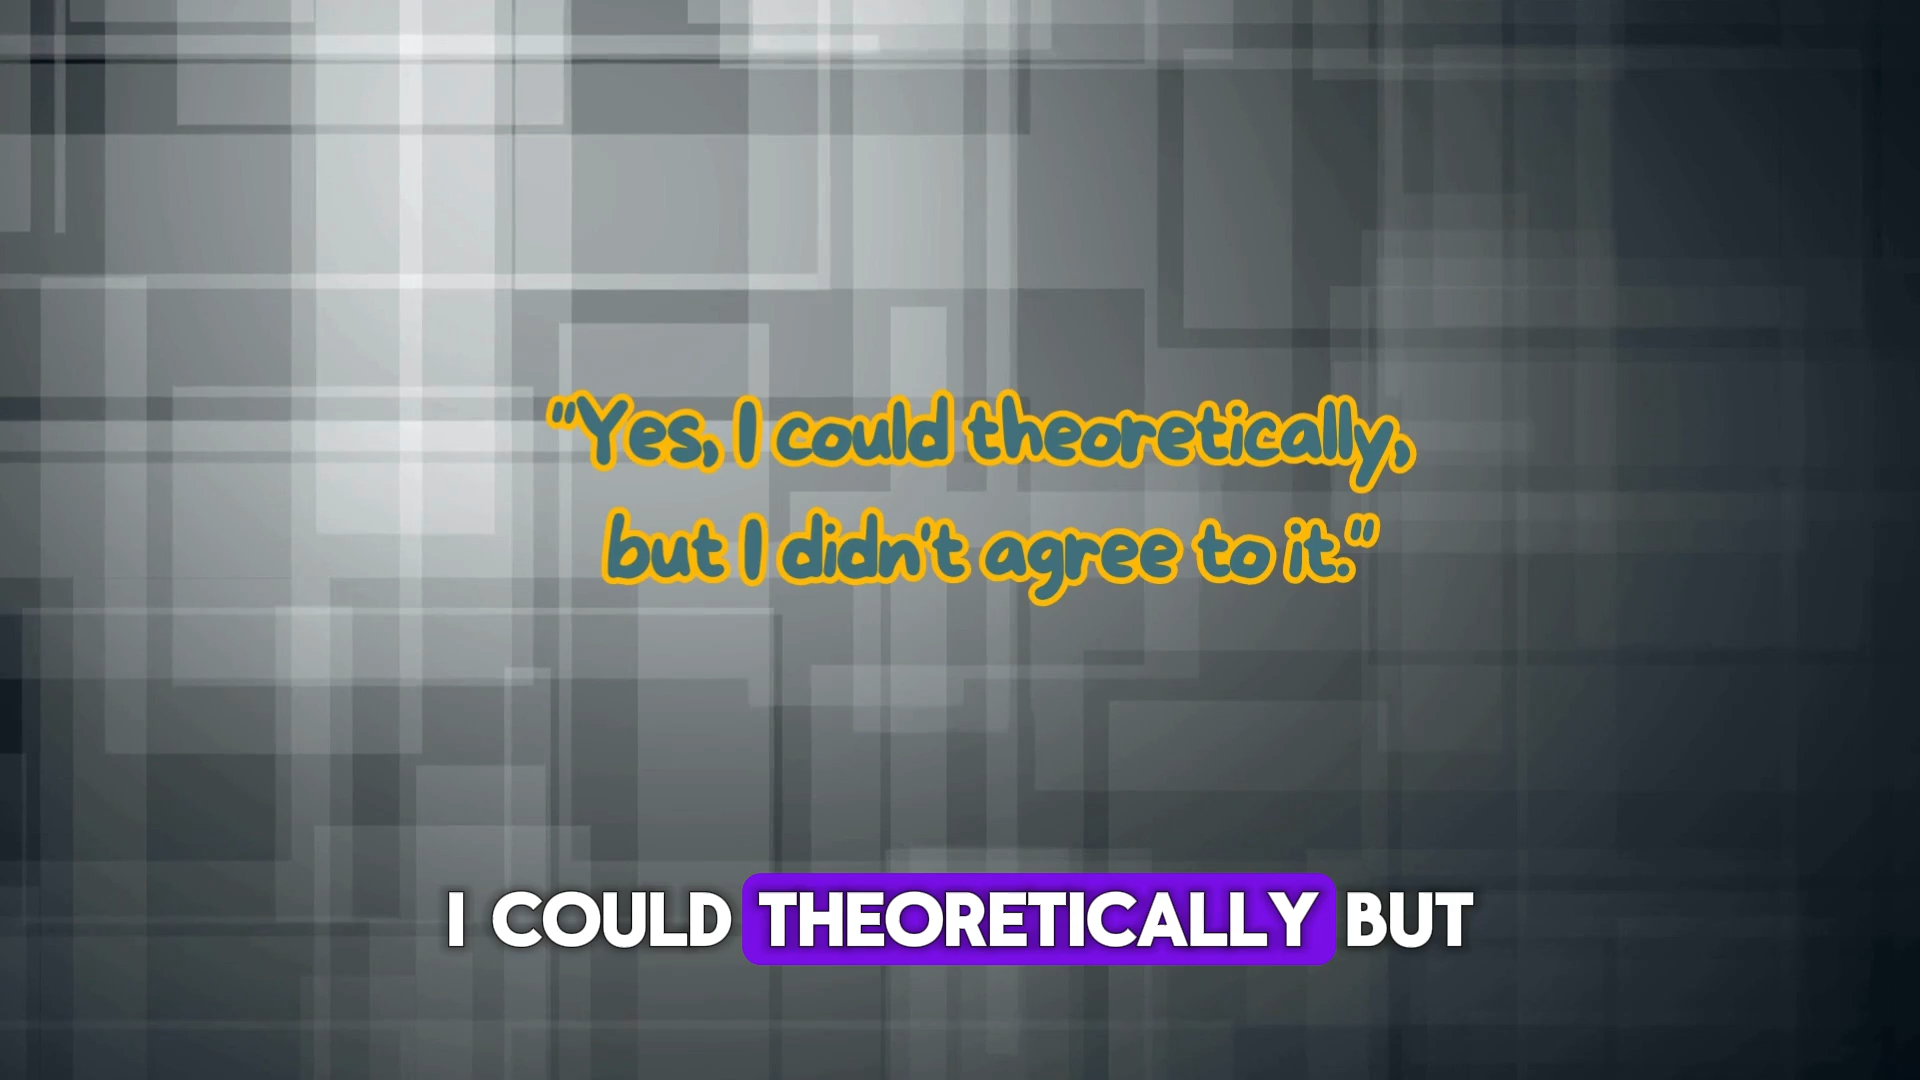 "Yes, I could theoretically,
but I didn't agree to it."
I COULD THEORETICALLY BUT